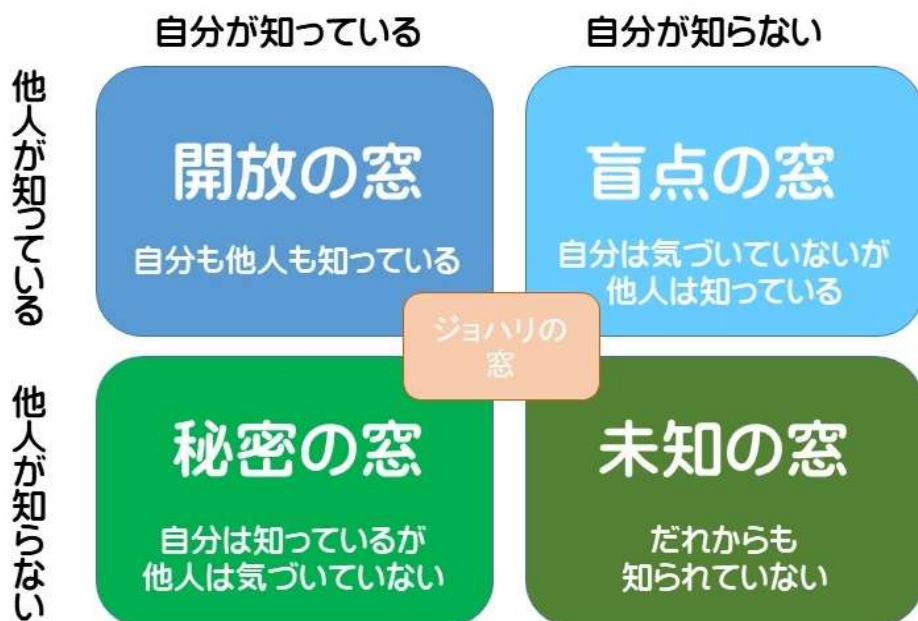 自分が知っている
自分が知らない
他人が知っている
開放の窓
自分も他人も知っている
盲点の窓
自分は気づいていないが
他人は知っている
ジョハリの
窓
他人が知らない
秘密の窓
自分は知っているが
他人は気づいていない
未知の窓
だれからも
知られていない